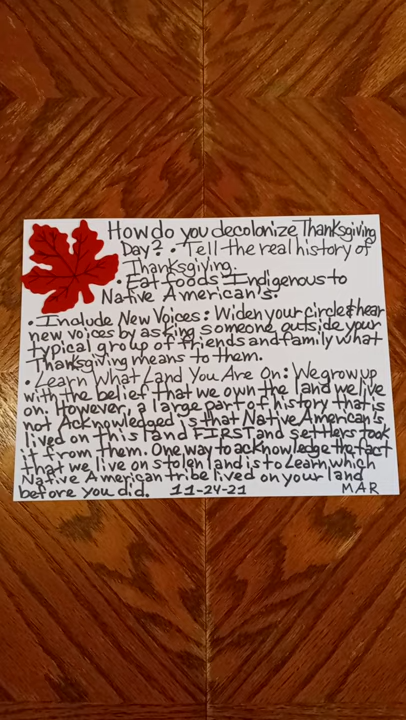 How do you decolonize Thanksgiving
Day? • Tell the real history of
Thanksgiving.
• Eat foods Indigenous to
Native American's.
• Include New Voices: Widen your circle & hear
new voices by asking someone outside your
typical group of friends and family what
Thanksgiving means to them.
• Learn What Land You Are On: We grow up
with the belief that we own the land we live
on. However, a large part of history that is
not Acknowledged is that Native American's
lived on this land FIRST and settlers took
it from them. One way to acknowledge the fact
that we live on stolen land is to Learn which
Native American tribe lived on your land
before you did. 11-24-21 MAR